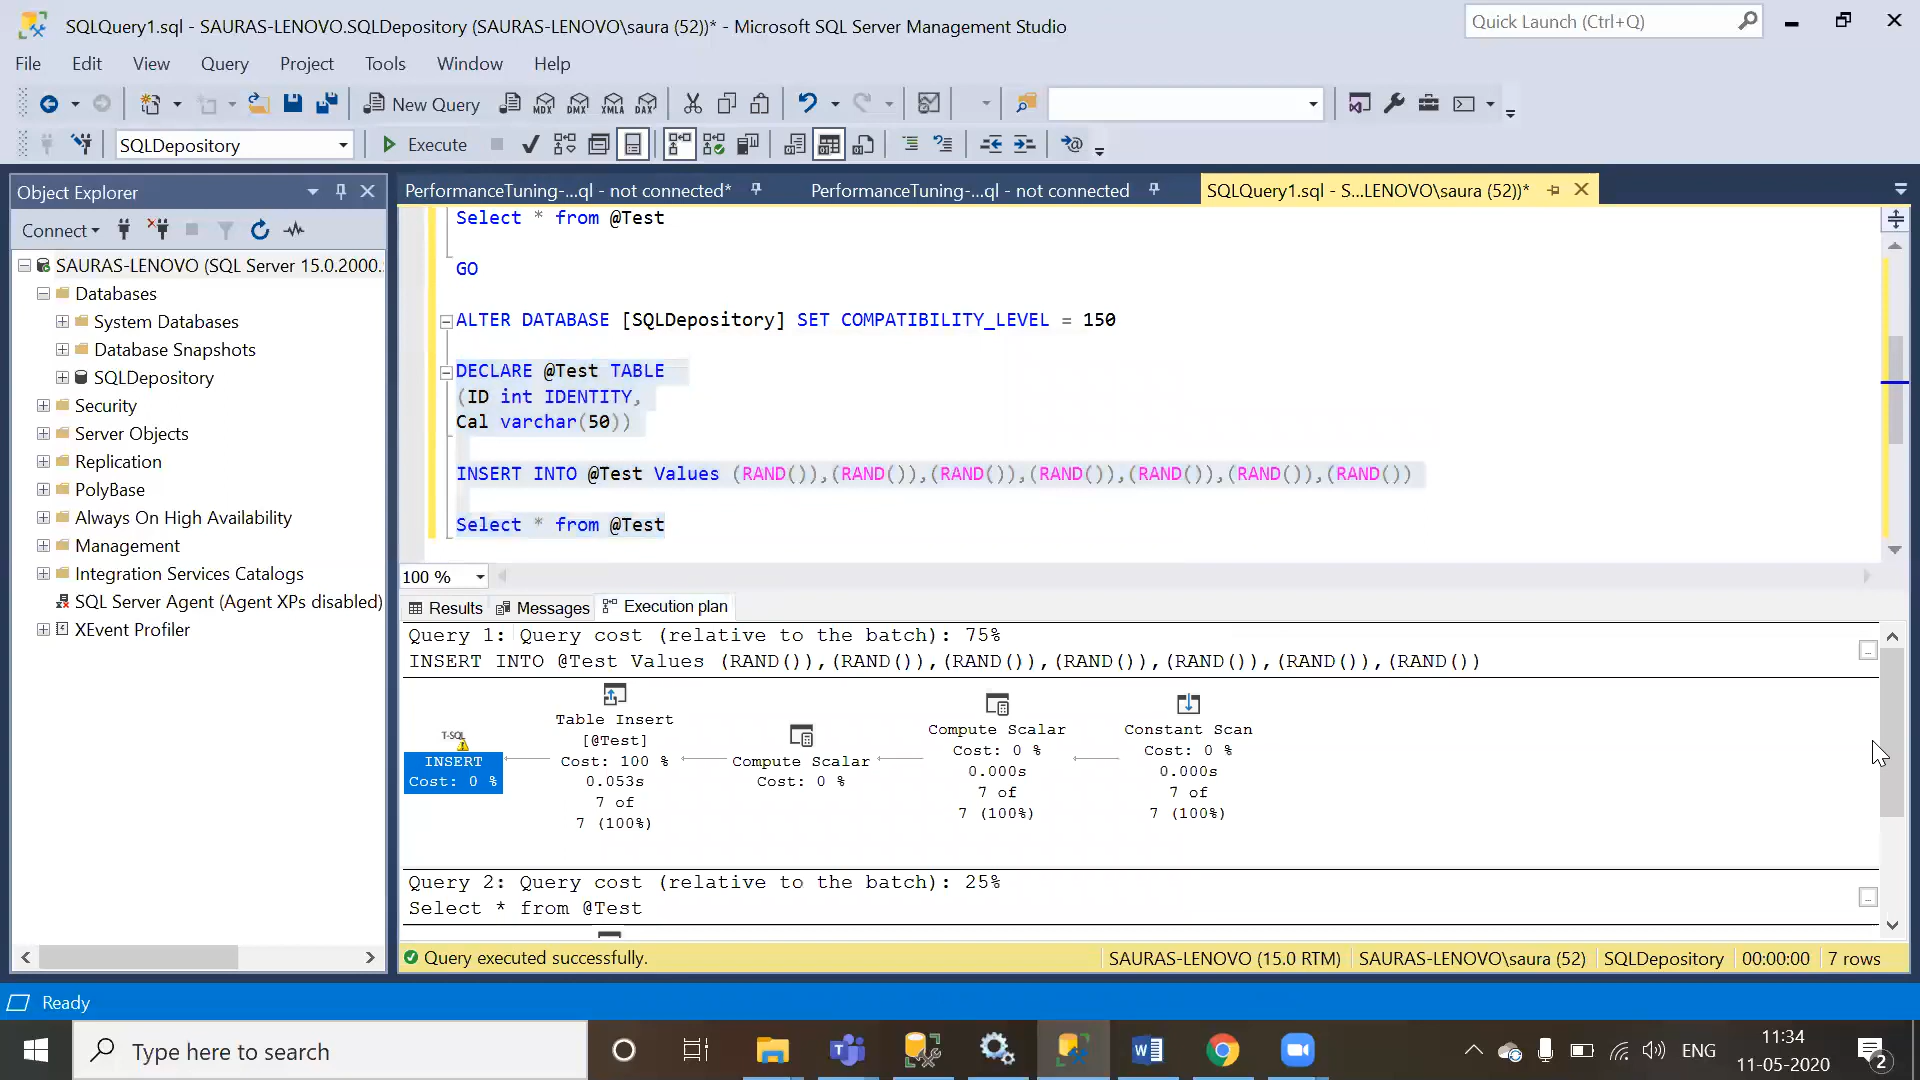 SQLQuery1.sql - SAURAS-LENOVO.SQLDepository (SAURAS-LENOVO\saura (52))* - Microsoft SQL Server Management Studio
Quick Launch (Ctrl+Q)
File Edit View Query Project Tools Window Help
New Query MDX DMX XMLA DAX
SQLDepository Execute
Object Explorer
Connect
SAURAS-LENOVO (SQL Server 15.0.2000.
Databases
System Databases
Database Snapshots
SQLDepository
Security
Server Objects
Replication
PolyBase
Always On High Availability
Management
Integration Services Catalogs
SQL Server Agent (Agent XPs disabled)
XEvent Profiler
PerformanceTuning-...ql - not connected*
PerformanceTuning-...ql - not connected
SQLQuery1.sql - S...LENOVO\saura (52))*
Select * from @Test
GO
ALTER DATABASE [SQLDepository] SET COMPATIBILITY_LEVEL = 150
DECLARE @Test TABLE
(ID int IDENTITY,
Cal varchar(50))
INSERT INTO @Test Values (RAND()),(RAND()),(RAND()),(RAND()),(RAND()),(RAND()),(RAND())
Select * from @Test
100 %
Results Messages Execution plan
Query 1: Query cost (relative to the batch): 75%
INSERT INTO @Test Values (RAND()),(RAND()),(RAND()),(RAND()),(RAND()),(RAND()),(RAND())
T-SQL
INSERT
Cost: 0 %
Table Insert
[@Test]
Cost: 100 %
0.053s
7 of
7 (100%)
Compute Scalar
Cost: 0 %
Compute Scalar
Cost: 0 %
0.000s
7 of
7 (100%)
Constant Scan
Cost: 0 %
0.000s
7 of
7 (100%)
Query 2: Query cost (relative to the batch): 25%
Select * from @Test
Query executed successfully.
SAURAS-LENOVO (15.0 RTM) SAURAS-LENOVO\saura (52) SQLDepository 00:00:00 7 rows
Ready
Type here to search
ENG
11:34
11-05-2020
2